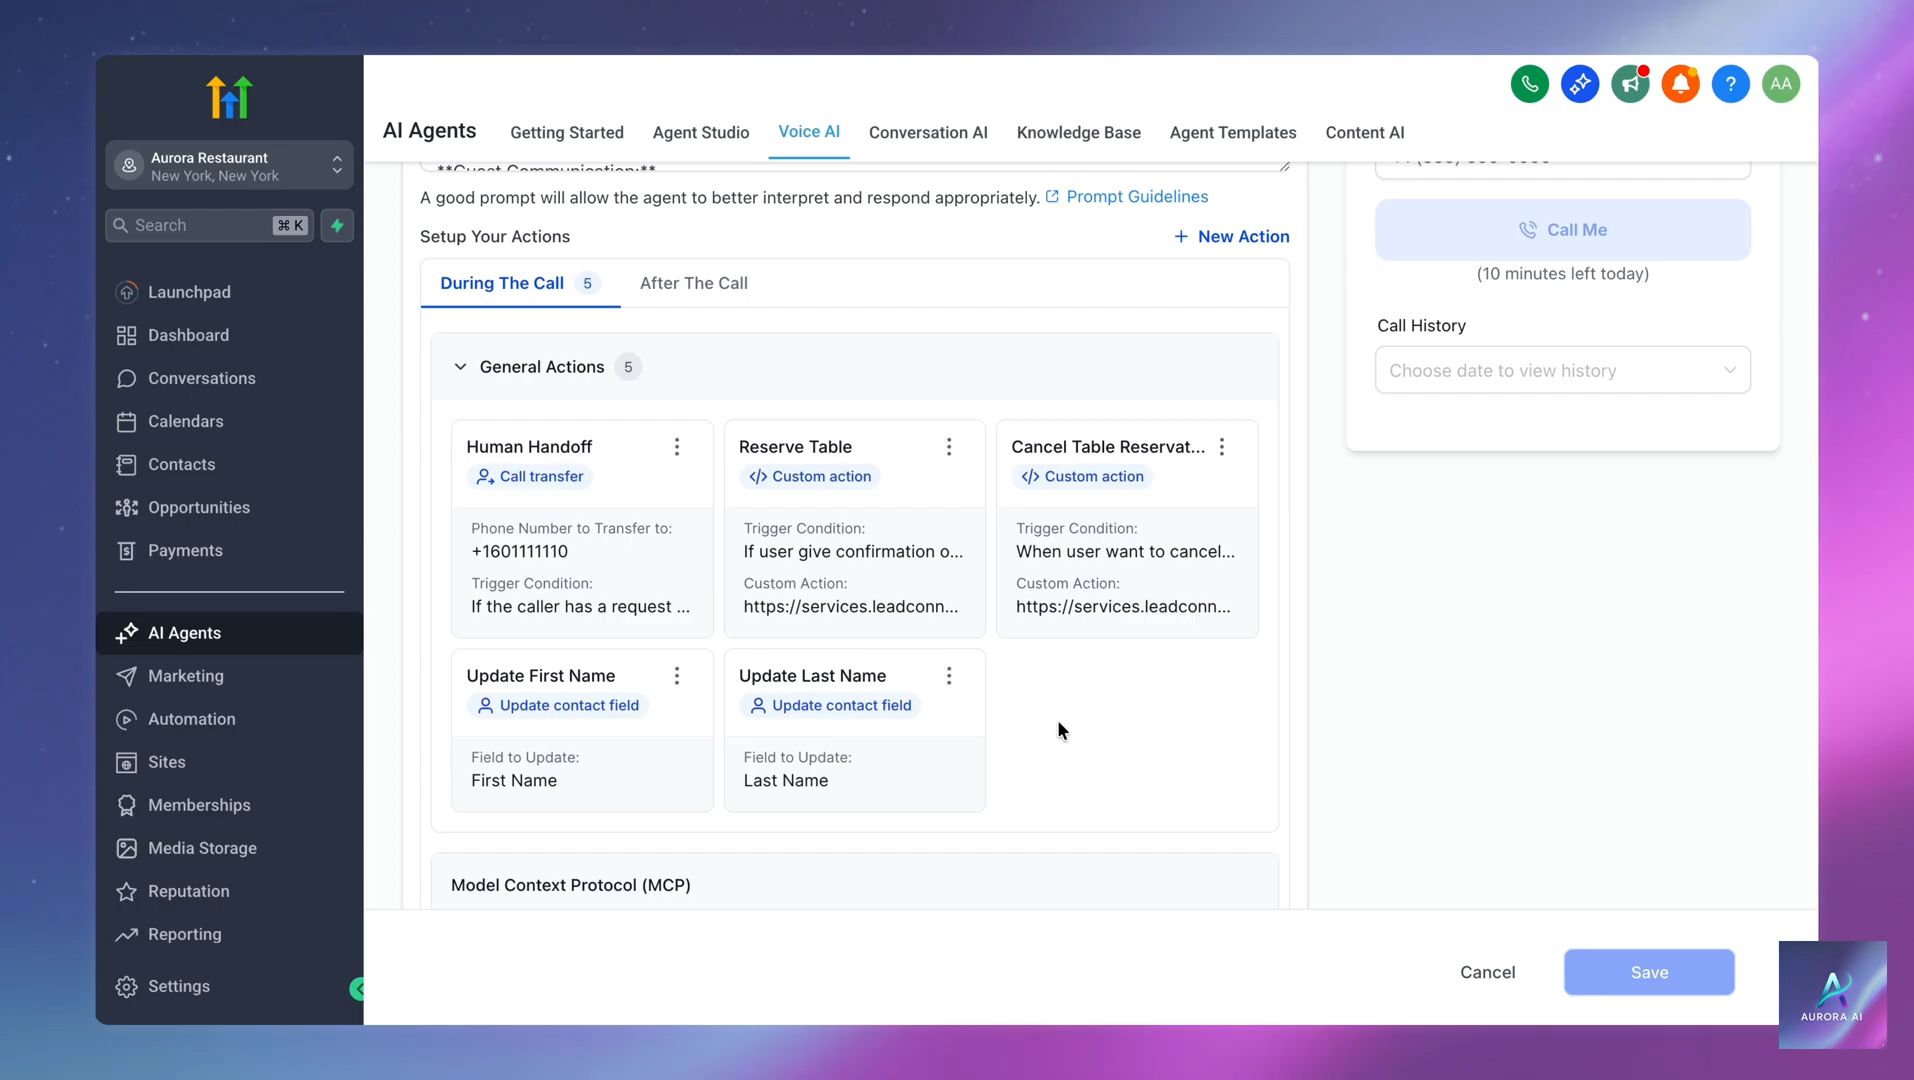 Aurora Restaurant
New York, New York
Search
⌘ K
Launchpad
Dashboard
Conversations
Calendars
Contacts
Opportunities
Payments
AI Agents
Marketing
Automation
Sites
Memberships
Media Storage
Reputation
Reporting
Settings
AI Agents
Getting Started
Agent Studio
Voice AI
Conversation AI
Knowledge Base
Agent Templates
Content AI
?
AA
**Guest Communication:**
A good prompt will allow the agent to better interpret and respond appropriately. Prompt Guidelines
Setup Your Actions
+ New Action
During The Call 5
After The Call
General Actions 5
Human Handoff
Call transfer
Phone Number to Transfer to:
+1601111110
Trigger Condition:
If the caller has a request ...
Reserve Table
</> Custom action
Trigger Condition:
If user give confirmation o...
Custom Action:
https://services.leadconn...
Cancel Table Reservat...
</> Custom action
Trigger Condition:
When user want to cancel...
Custom Action:
https://services.leadconn...
Update First Name
Update contact field
Field to Update:
First Name
Update Last Name
Update contact field
Field to Update:
Last Name
Model Context Protocol (MCP)
Call Me
(10 minutes left today)
Call History
Choose date to view history
Cancel
Save
AURORA AI